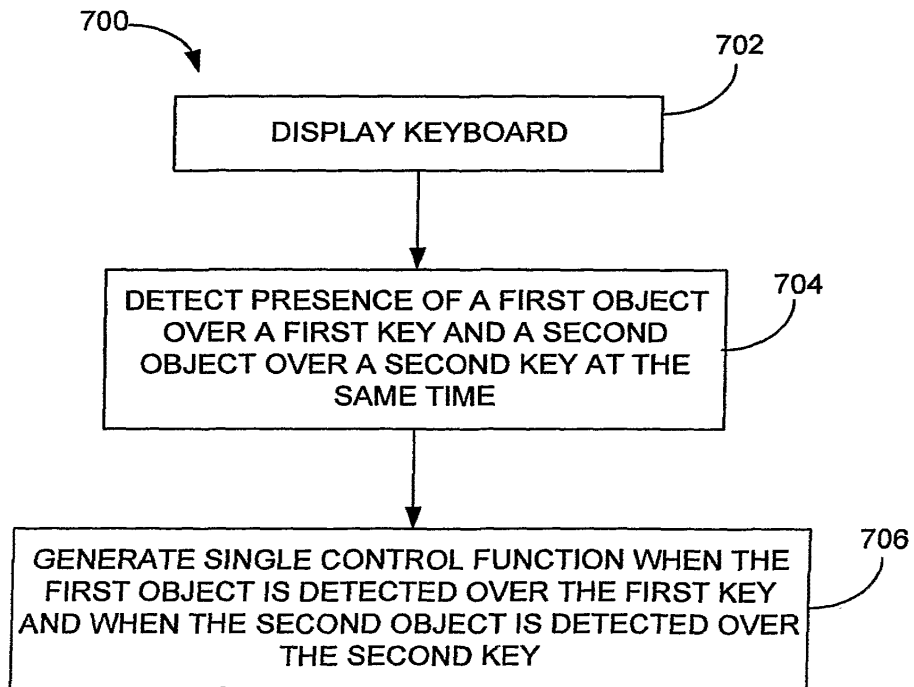 700
702
DISPLAY KEYBOARD
DETECT PRESENCE OF A FIRST OBJECT
OVER A FIRST KEY AND A SECOND
OBJECT OVER A SECOND KEY AT THE
SAME TIME
704
GENERATE SINGLE CONTROL FUNCTION WHEN THE
FIRST OBJECT IS DETECTED OVER THE FIRST KEY
AND WHEN THE SECOND OBJECT IS DETECTED OVER
THE SECOND KEY
706